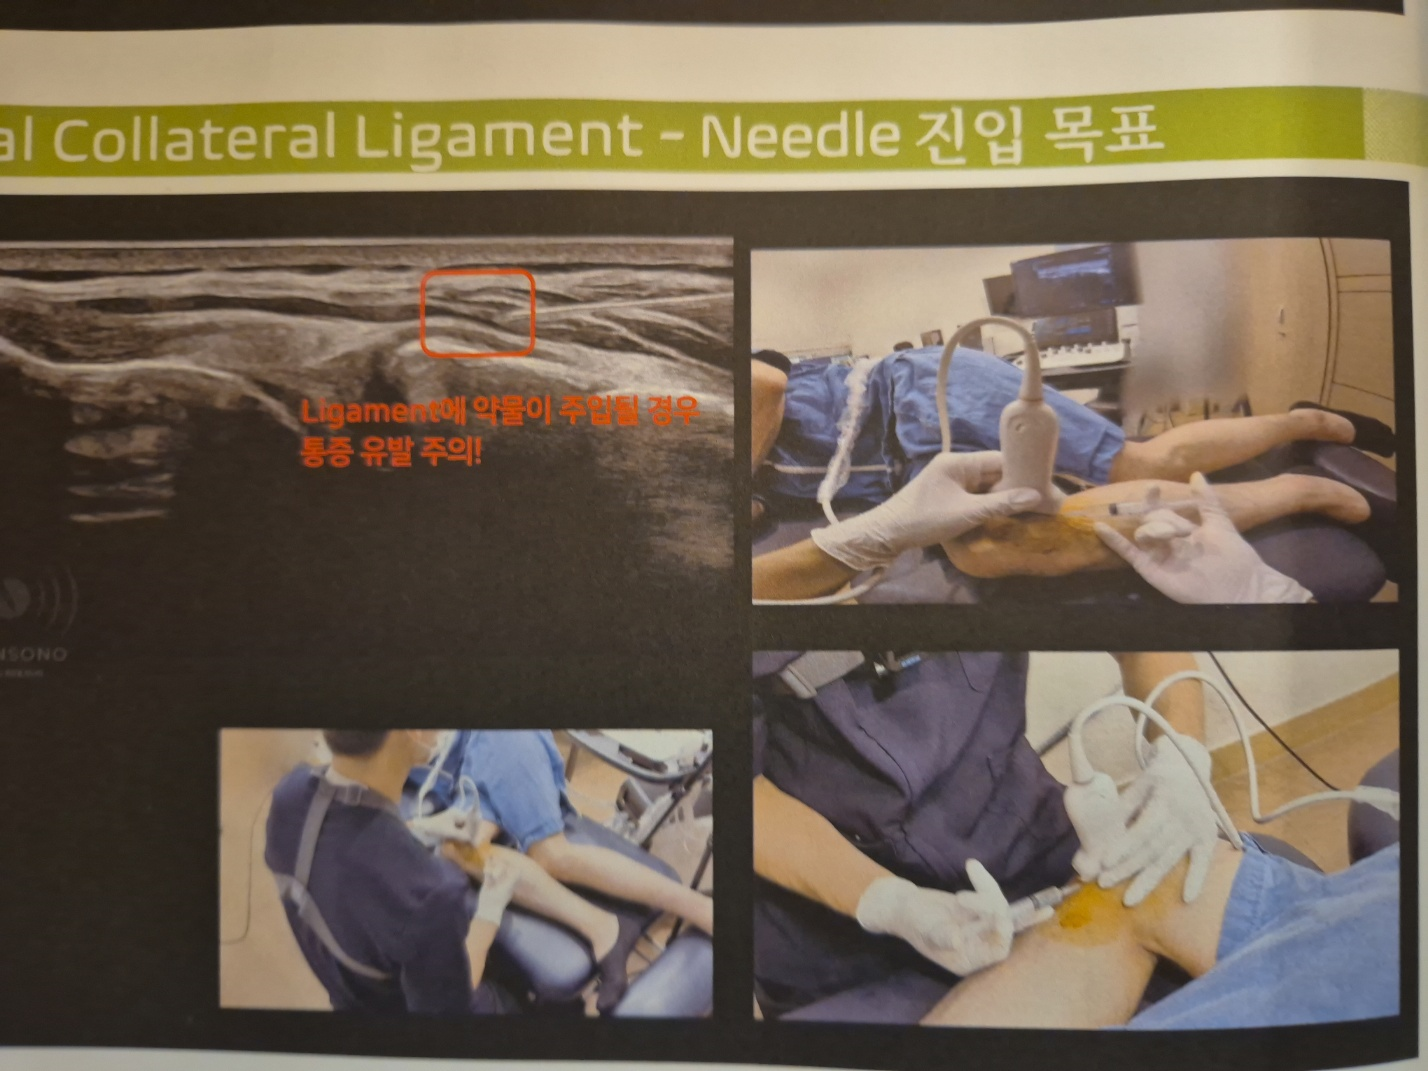 al Collateral Ligament - Needle 진입 목표
Ligament에 약물이 주입될 경우
통증 유발 주의!
NSONO